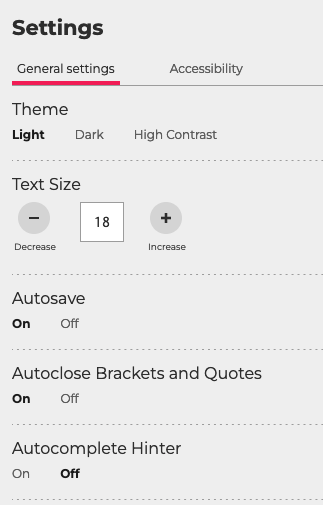 Settings
General settings Accessibility
Theme
Light Dark High Contrast
Text Size
− 18 +
Decrease Increase
Autosave
On Off
Autoclose Brackets and Quotes
On Off
Autocomplete Hinter
On Off